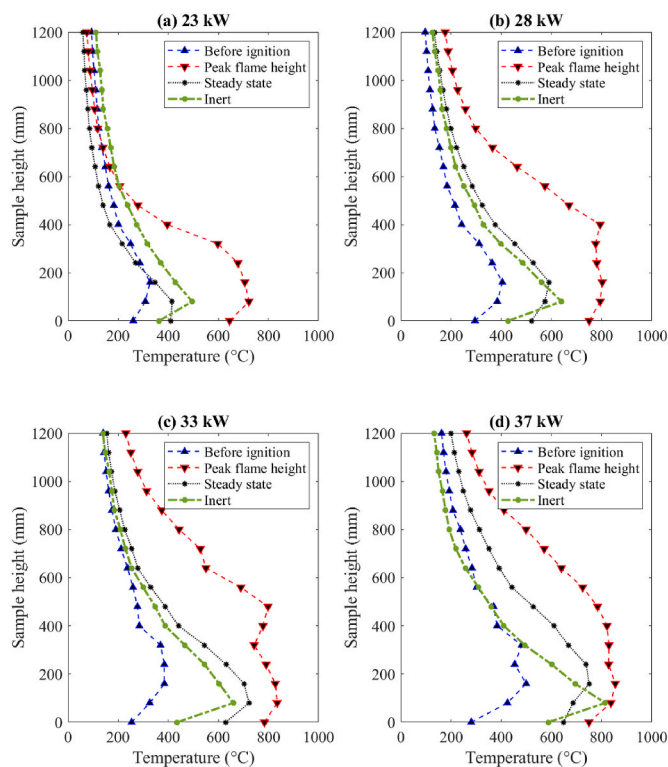 (a) 23 kW
1200
1000
800
600
400
200
0
Sample height (mm)
Before ignition
Peak flame height
Steady state
Inert
0 200 400 600 800 1000
Temperature (°C)
(b) 28 kW
1200
1000
800
600
400
200
0
Sample height (mm)
Before ignition
Peak flame height
Steady state
Inert
0 200 400 600 800 1000
Temperature (°C)
(c) 33 kW
1200
1000
800
600
400
200
0
Sample height (mm)
Before ignition
Peak flame height
Steady state
Inert
0 200 400 600 800 1000
Temperature (°C)
(d) 37 kW
1200
1000
800
600
400
200
0
Sample height (mm)
Before ignition
Peak flame height
Steady state
Inert
0 200 400 600 800 1000
Temperature (°C)